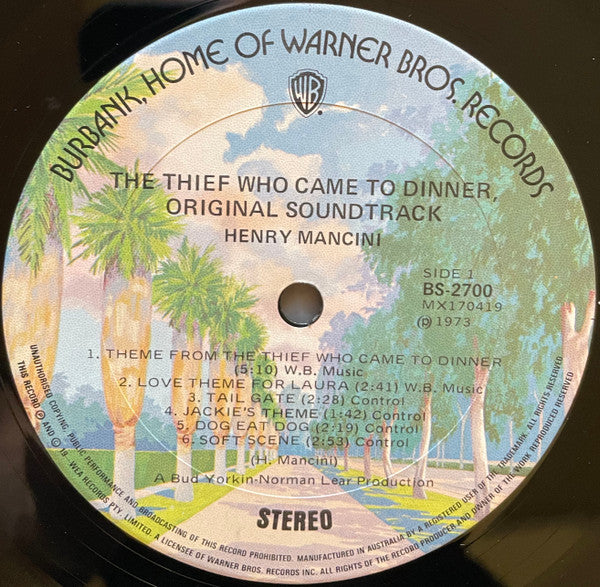 BURBANK, HOME OF WARNER BROS. RECORDS
WB
THE THIEF WHO CAME TO DINNER,
ORIGINAL SOUNDTRACK
HENRY MANCINI
SIDE 1
BS-2700
MX170419
Ⓟ 1973
1. THEME FROM THE THIEF WHO CAME TO DINNER
(5:10) W.B. Music
2. LOVE THEME FOR LAURA (2:41) W.B. Music
3. TAIL GATE (2:28) Control
4. JACKIE'S THEME (1:42) Control
5. DOG EAT DOG (2:19) Control
6. SOFT SCENE (2:53) Control
(H. Mancini)
A Bud Yorkin-Norman Lear Production
STEREO
UNAUTHORISED COPYING, PUBLIC PERFORMANCE AND BROADCASTING OF THIS RECORD PROHIBITED. MANUFACTURED IN AUSTRALIA BY A REGISTERED USER OF THE TRADEMARK. ALL RIGHTS OF THE RECORD PRODUCER AND OWNER OF THE WORK REPRODUCED RESERVED
THIS RECORD Ⓟ AND © 19 - WEA RECORDS PTY. LIMITED. A LICENSEE OF WARNER BROS. RECORDS INC.